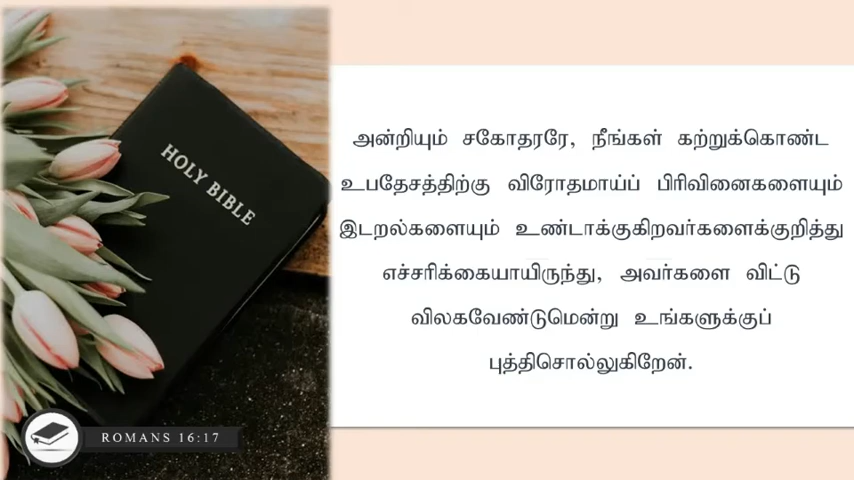 HOLY BIBLE
அன்றியும் சகோதரரே, நீங்கள் கற்றுக்கொண்ட
உபதேசத்திற்கு விரோதமாய்ப் பிரிவினைகளையும்
இடறல்களையும் உண்டாக்குகிறவர்களைக்குறித்து
எச்சரிக்கையாயிருந்து, அவர்களை விட்டு
விலகவேண்டுமென்று உங்களுக்குப்
புத்திசொல்லுகிறேன்.
ROMANS 16:17